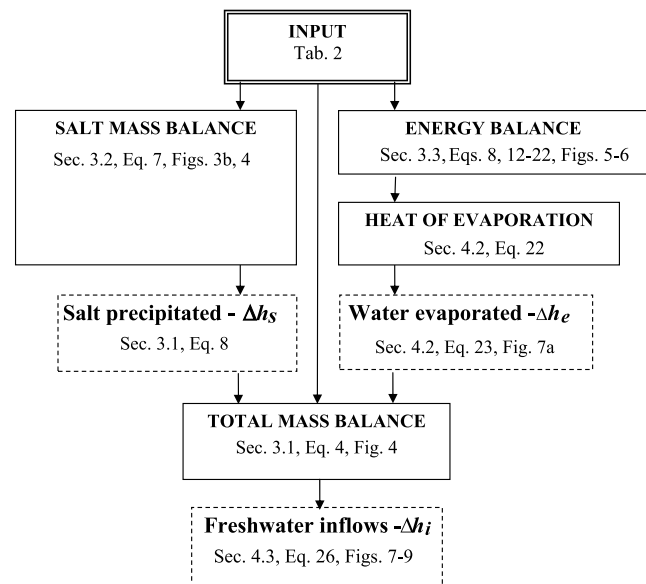 INPUT
Tab. 2
SALT MASS BALANCE
Sec. 3.2, Eq. 7, Figs. 3b, 4
ENERGY BALANCE
Sec. 3.3, Eqs. 8, 12-22, Figs. 5-6
HEAT OF EVAPORATION
Sec. 4.2, Eq. 22
Salt precipitated - Δhs
Sec. 3.1, Eq. 8
Water evaporated -Δhe
Sec. 4.2, Eq. 23, Fig. 7a
TOTAL MASS BALANCE
Sec. 3.1, Eq. 4, Fig. 4
Freshwater inflows -Δhi
Sec. 4.3, Eq. 26, Figs. 7-9